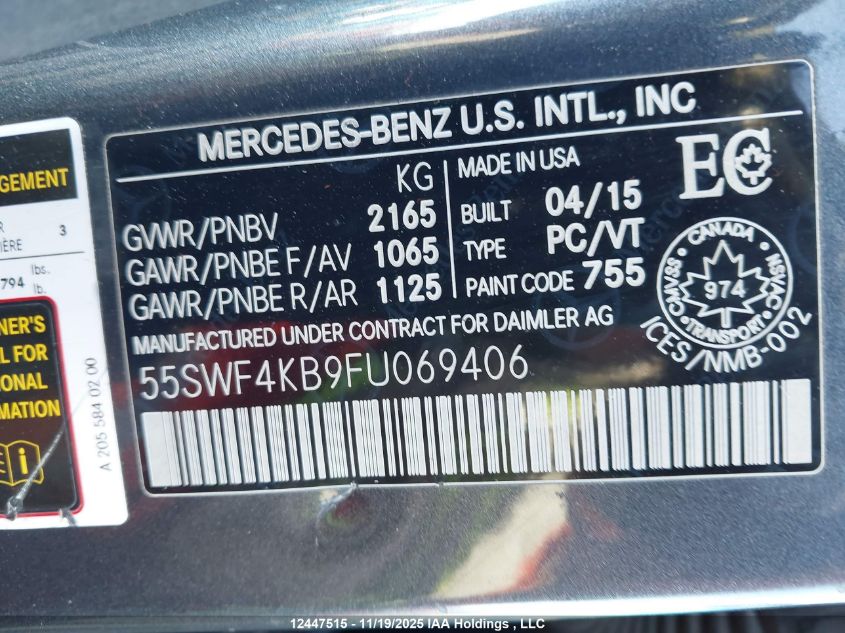 MERCEDES-BENZ U.S. INTL., INC
KG
GVWR/PNBV 2165
GAWR/PNBE F/AV 1065
GAWR/PNBE R/AR 1125
MADE IN USA
BUILT 04/15
TYPE PC/VT
PAINT CODE 755
EC
CANADA
974
TRANSPORT
CMVSS
NSVAC
ICES/NMB-002
MANUFACTURED UNDER CONTRACT FOR DAIMLER AG
55SWF4KB9FU069406
GEMENT
R
IÈRE 3
lbs.
794 lb.
NER'S
L FOR
IONAL
MATION
i
A 205 584 02 00
12447515 - 11/19/2025 IAA Holdings , LLC